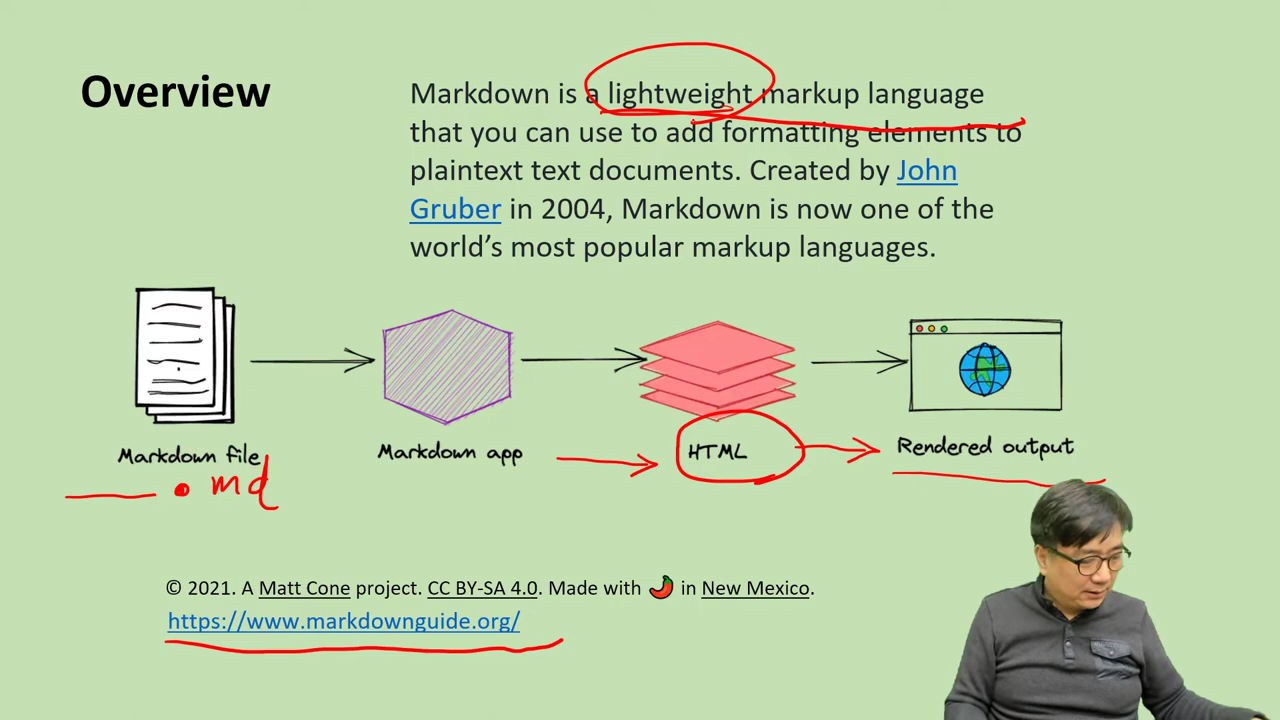 Overview
Markdown is a lightweight markup language
that you can use to add formatting elements to
plaintext text documents. Created by John
Gruber in 2004, Markdown is now one of the
world's most popular markup languages.
Markdown file
Markdown app
HTML
Rendered output
. md
© 2021. A Matt Cone project. CC BY-SA 4.0. Made with 🌶️ in New Mexico.
https://www.markdownguide.org/